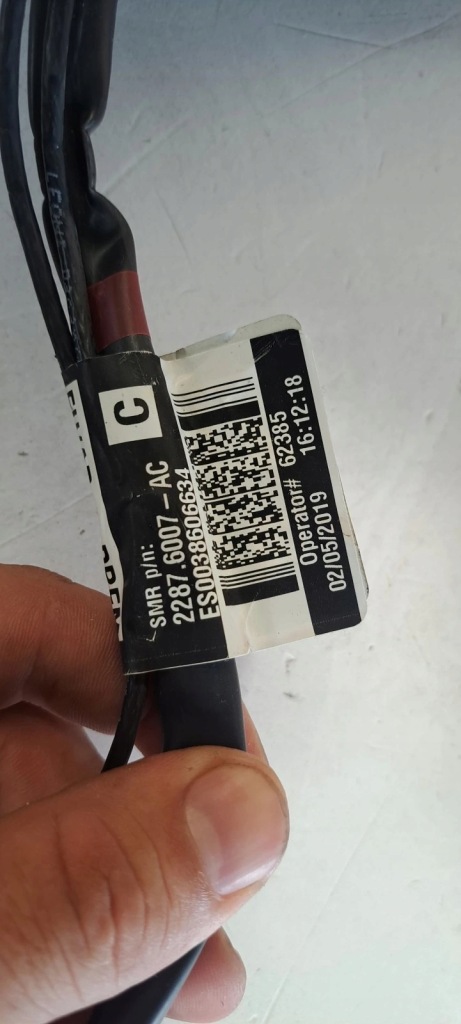 C
SMR p/n:
2287.6007-AC
ES0038606634
Operator# 62385
02/05/2019 16:12:18